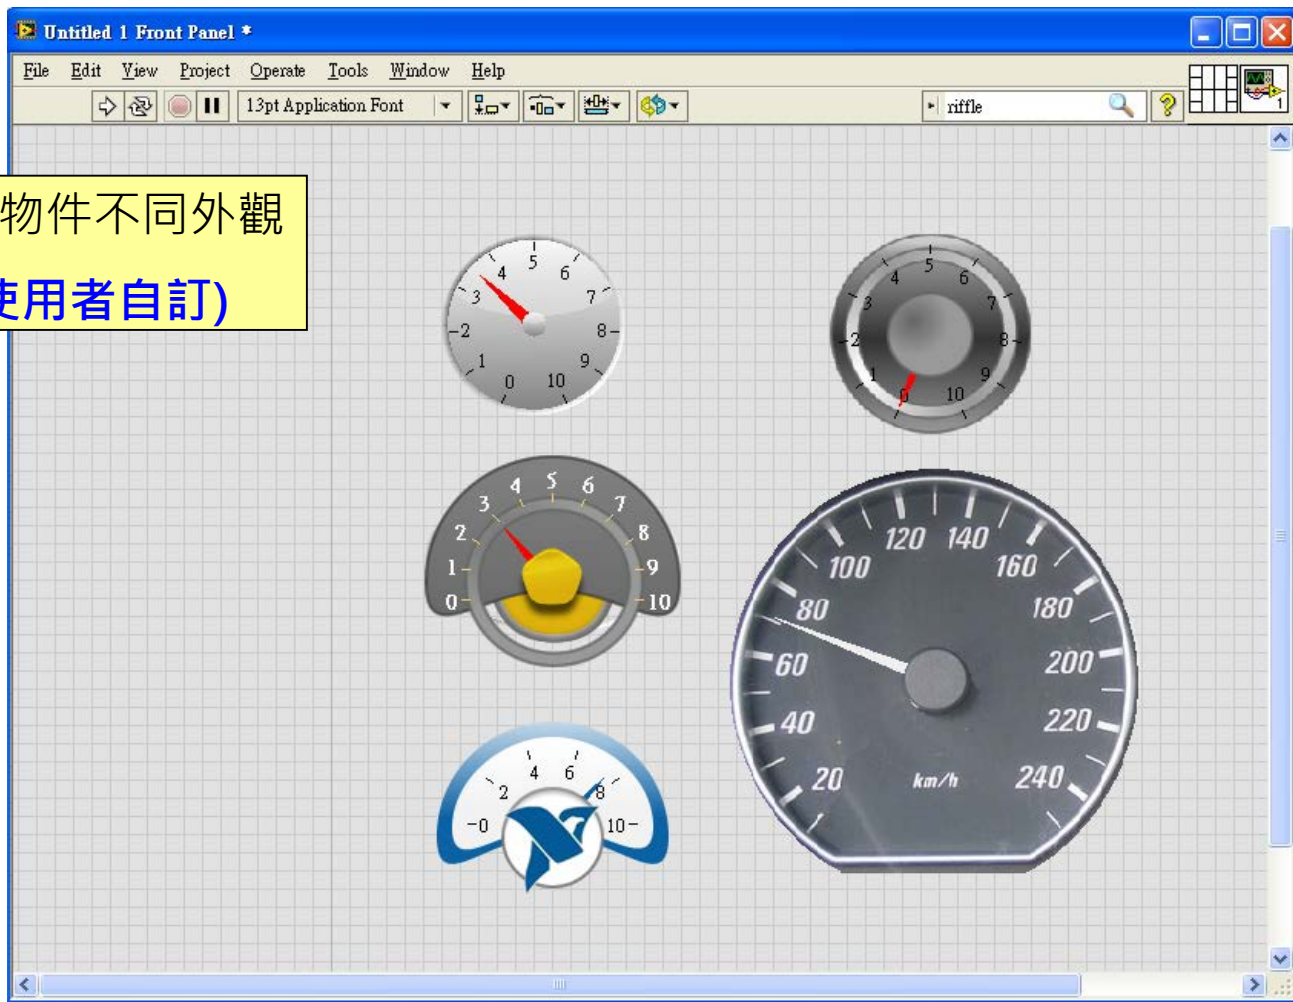 Untitled 1 Front Panel *
File Edit View Project Operate Tools Window Help
13pt Application Font
riffle
1
物件不同外觀
使用者自訂)
0 1 2 3 4 5 6 7 8 9 10
0 1 2 3 4 5 6 7 8 9 10
0 1 2 3 4 5 6 7 8 9 10
20 40 60 80 100 120 140 160 180 200 220 240
km/h
0 2 4 6 8 10